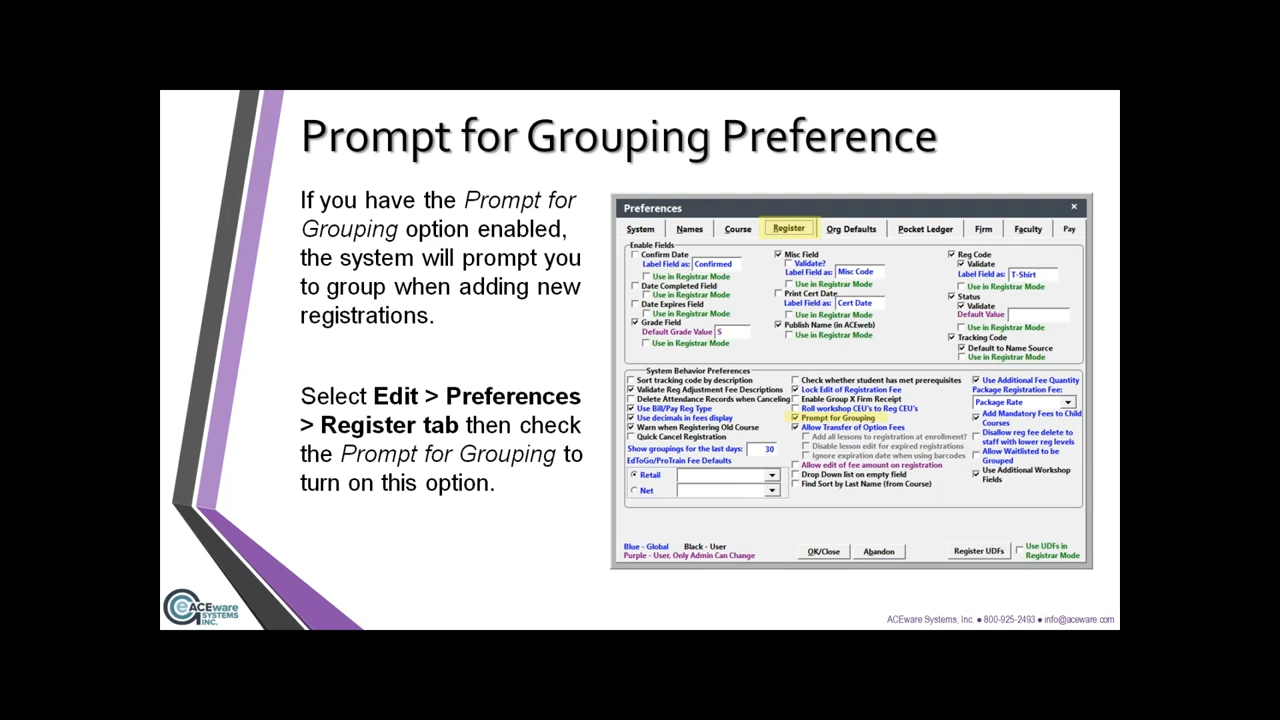 Prompt for Grouping Preference
If you have the Prompt for
Grouping option enabled,
the system will prompt you
to group when adding new
registrations.
Select Edit > Preferences
> Register tab then check
the Prompt for Grouping to
turn on this option.
Preferences
System Names Course Register Org Defaults Pocket Ledger Firm Faculty Pay
Enable Fields
Confirm Date
Label Field as: Confirmed
Use in Registrar Mode
Date Completed Field
Use in Registrar Mode
Date Expires Field
Use in Registrar Mode
Grade Field
Default Grade Value S
Use in Registrar Mode
Misc Field
Validate?
Label Field as: Misc Code
Use in Registrar Mode
Print Cert Date
Label Field as: Cert Date
Use in Registrar Mode
Publish Name (in ACEweb)
Use in Registrar Mode
Reg Code
Validate
Label Field as: T-Shirt
Use in Registrar Mode
Status
Validate
Default Value
Use in Registrar Mode
Tracking Code
Default to Name Source
Use in Registrar Mode
System Behavior Preferences
Sort tracking code by description
Validate Reg Adjustment Fee Descriptions
Delete Attendance Records when Canceling
Use Bill/Pay Reg Type
Use decimals in fees display
Warn when Registering Old Course
Quick Cancel Registration
Show groupings for the last days: 30
EdToGo/ProTrain Fee Defaults
Retail
Net
Check whether student has met prerequisites
Lock Edit of Registration Fee
Enable Group X Firm Receipt
Roll workshop CEU's to Reg CEU's
Prompt for Grouping
Allow Transfer of Option Fees
Add all lessons to registration at enrollment?
Disable lesson edit for expired registrations
Ignore expiration date when using barcodes
Allow edit of fee amount on registration
Drop Down list on empty field
Find Sort by Last Name (from Course)
Use Additional Fee Quantity
Package Registration Fee:
Package Rate
Add Mandatory Fees to Child
Courses
Disallow reg fee delete to
staff with lower reg levels
Allow Waitlisted to be
Grouped
Use Additional Workshop
Fields
Blue - Global Black - User
Purple - User, Only Admin Can Change
OK/Close Abandon Register UDFs
Use UDFs in
Registrar Mode
ACEware
SYSTEMS
INC.
ACEware Systems, Inc. ● 800-925-2493 ● info@aceware.com